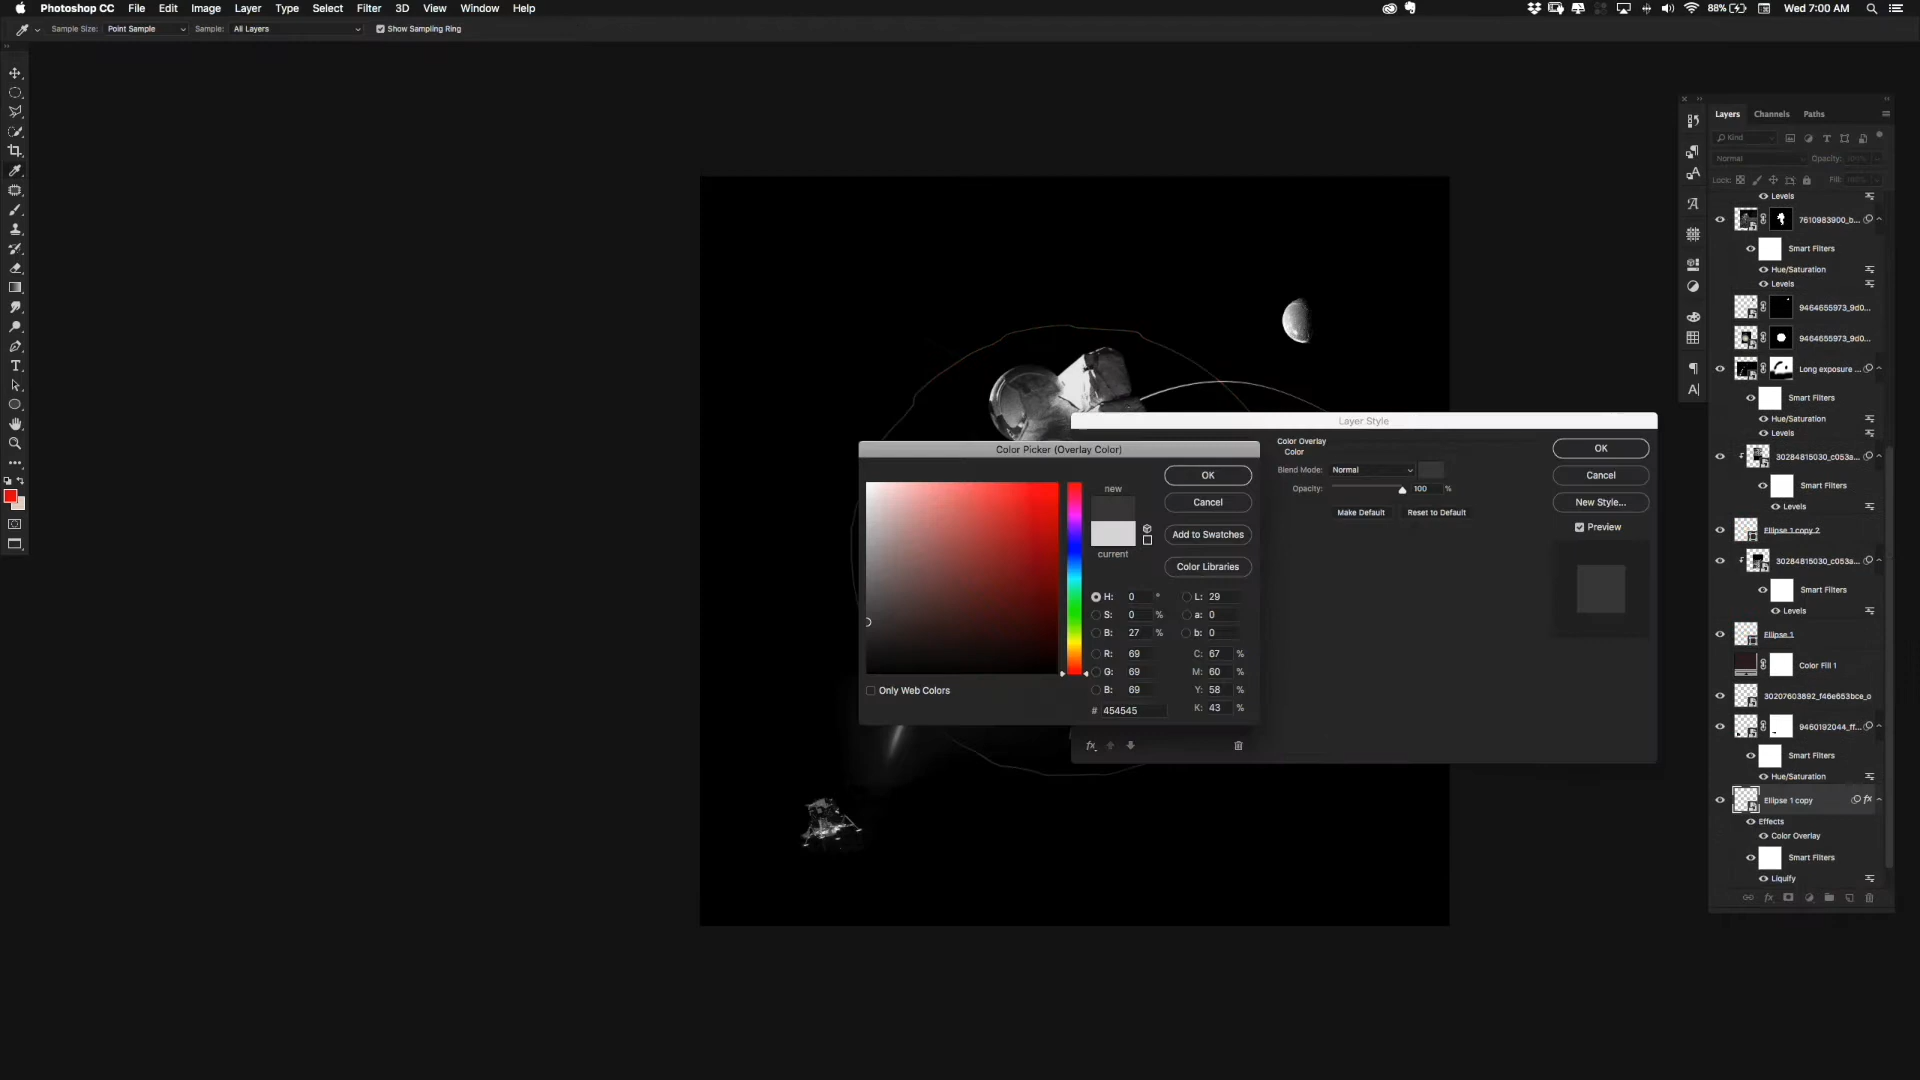 Photoshop CC File Edit Image Layer Type Select Filter 3D View Window Help 88% Wed 7:00 AM
Sample Size: Point Sample Sample: All Layers Show Sampling Ring
Layers Channels Paths
Kind
Normal Opacity: 100%
Lock: Fill: 100%
Levels
7610983900_b...
Smart Filters
Hue/Saturation
Levels
9464655973_9d0...
9464655973_9d0...
Long exposure ...
Smart Filters
Hue/Saturation
Levels
30284815030_c053a...
Smart Filters
Levels
Ellipse 1 copy 2
30284815030_c053a...
Smart Filters
Levels
Ellipse 1
Color Fill 1
30207603892_f46e653bce_o
9460192044_ff...
Smart Filters
Hue/Saturation
Ellipse 1 copy fx
Effects
Color Overlay
Smart Filters
Liquify
fx
Layer Style
Color Overlay
Color
Blend Mode: Normal
Opacity: 100 %
Make Default Reset to Default
OK
Cancel
New Style...
Preview
fx
Color Picker (Overlay Color)
new
current
OK
Cancel
Add to Swatches
Color Libraries
H: 0 ° L: 29
S: 0 % a: 0
B: 27 % b: 0
R: 69 C: 67 %
G: 69 M: 60 %
B: 69 Y: 58 %
# 454545 K: 43 %
Only Web Colors